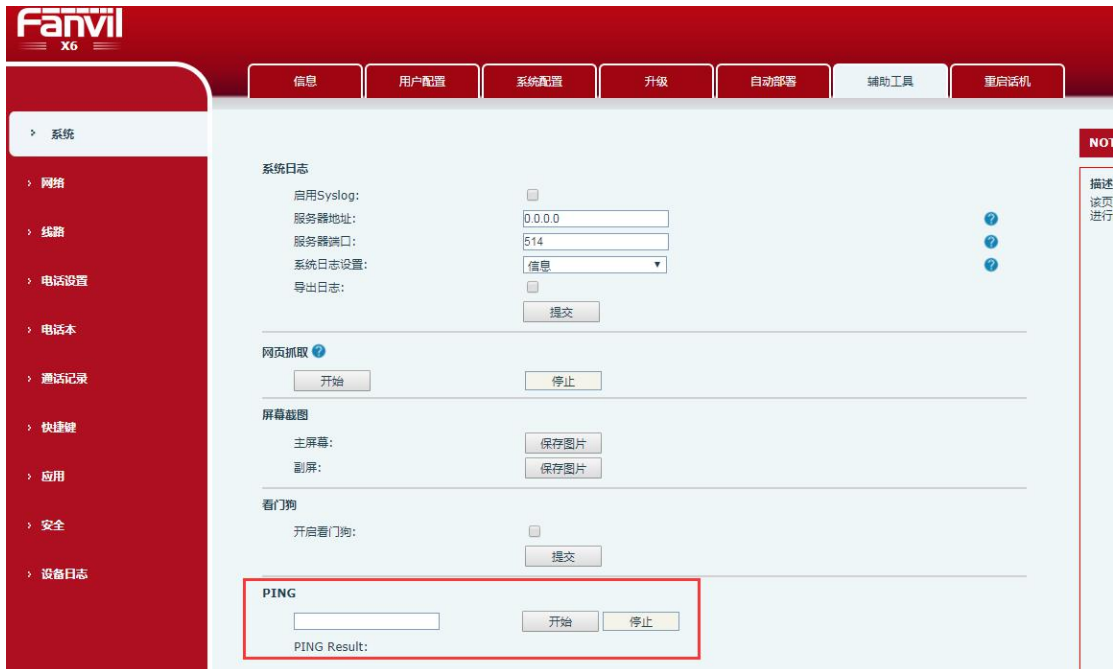 Fanvil
X6
信息 用户配置 系统配置 升级 自动部署 辅助工具 重启话机
系统
网络
线路
电话设置
电话本
通话记录
快捷键
应用
安全
设备日志
系统日志
启用Syslog:
服务器地址: 0.0.0.0
服务器端口: 514
系统日志设置: 信息
导出日志:
提交
网页抓取
开始 停止
屏幕截图
主屏幕: 保存图片
副屏: 保存图片
看门狗
开启看门狗:
提交
PING
开始 停止
PING Result:
NOT
描述
该页
进行